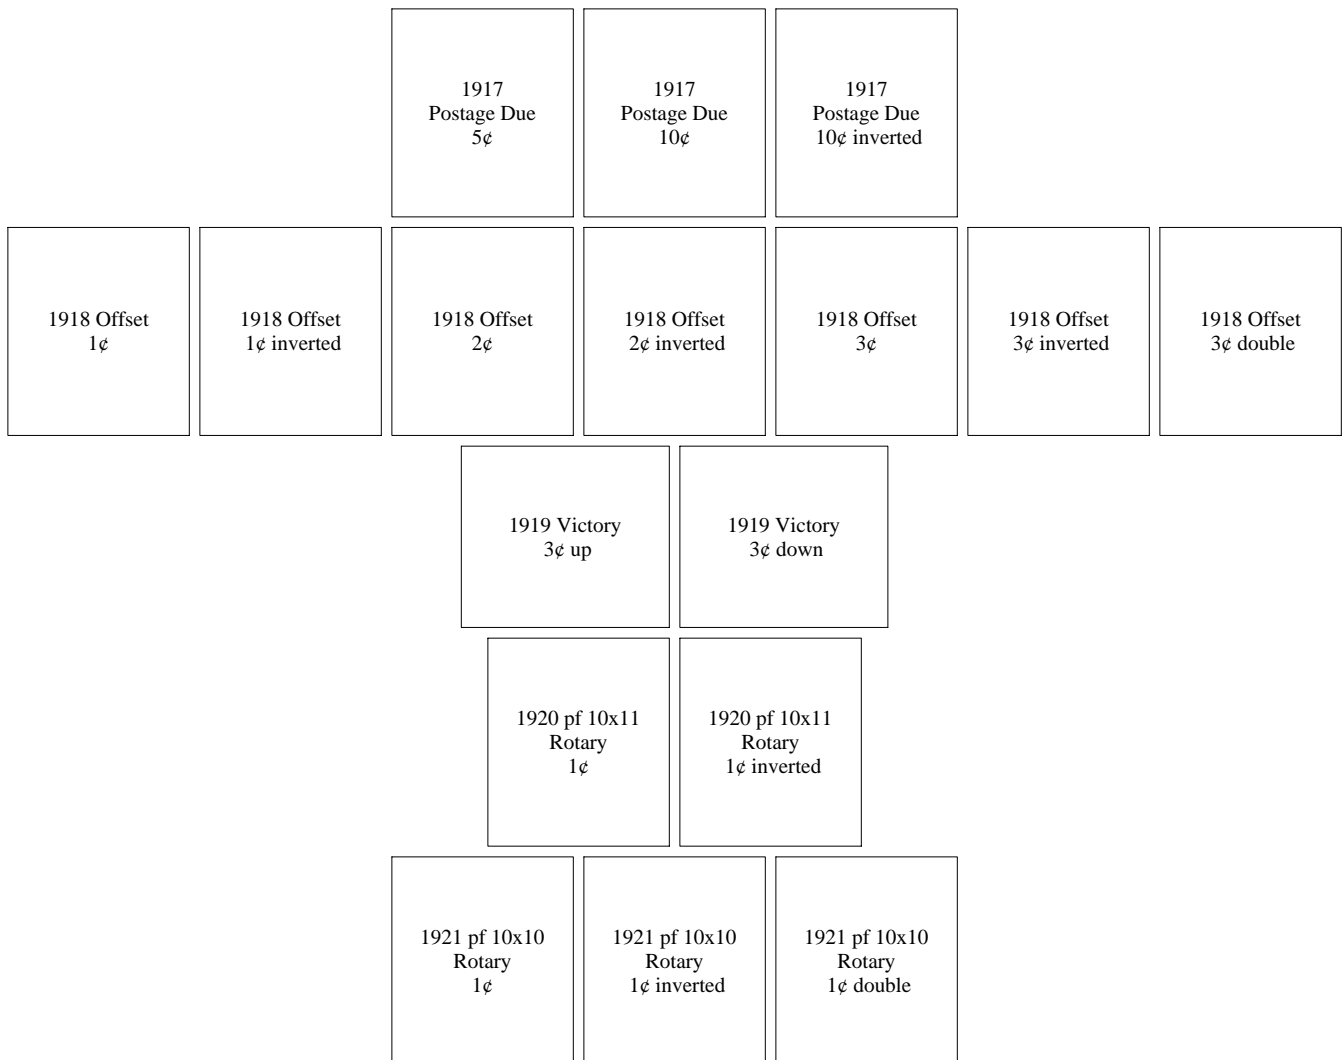 1917
Postage Due
5¢
1917
Postage Due
10¢
1917
Postage Due
10¢ inverted
1918 Offset
1¢
1918 Offset
1¢ inverted
1918 Offset
2¢
1918 Offset
2¢ inverted
1918 Offset
3¢
1918 Offset
3¢ inverted
1918 Offset
3¢ double
1919 Victory
3¢ up
1919 Victory
3¢ down
1920 pf 10x11
Rotary
1¢
1920 pf 10x11
Rotary
1¢ inverted
1921 pf 10x10
Rotary
1¢
1921 pf 10x10
Rotary
1¢ inverted
1921 pf 10x10
Rotary
1¢ double